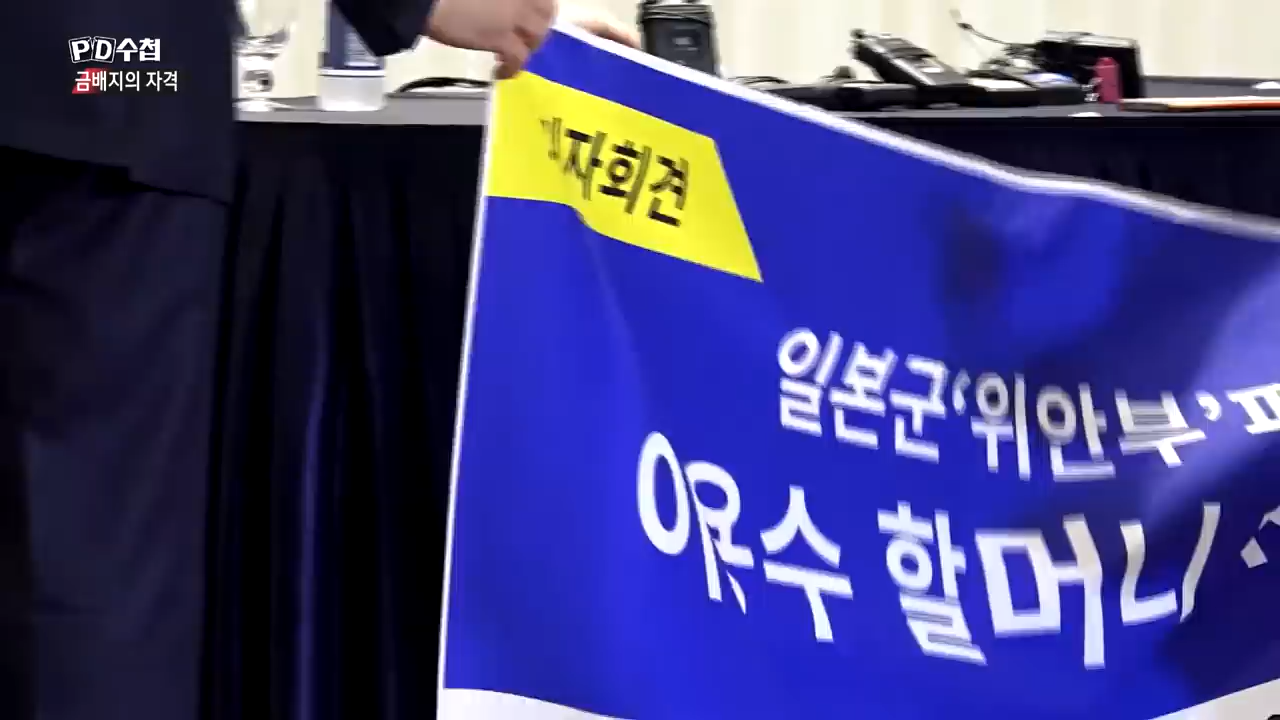 PD수첩
금배지의 자격
자회견
일본군 '위안부'
이용수 할머니